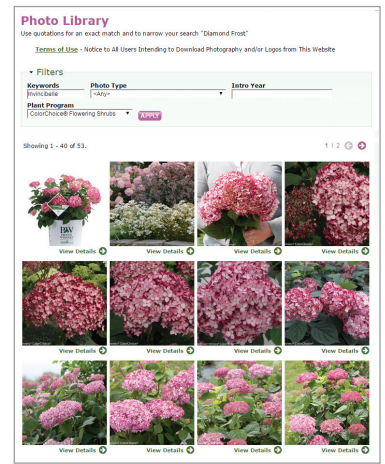 Photo Library
Use quotations for an exact match and to narrow your search "Diamond Frost"
Terms of Use - Notice to All Users Intending to Download Photography and/or Logos from This Website
Filters
Keywords Photo Type Intro Year
Invincibelle <Any>
Plant Program
ColorChoice® Flowering Shrubs APPLY
Showing 1 - 40 of 53. 1 | 2
BW
View Details View Details View Details View Details
View Details View Details View Details View Details
View Details View Details View Details View Details